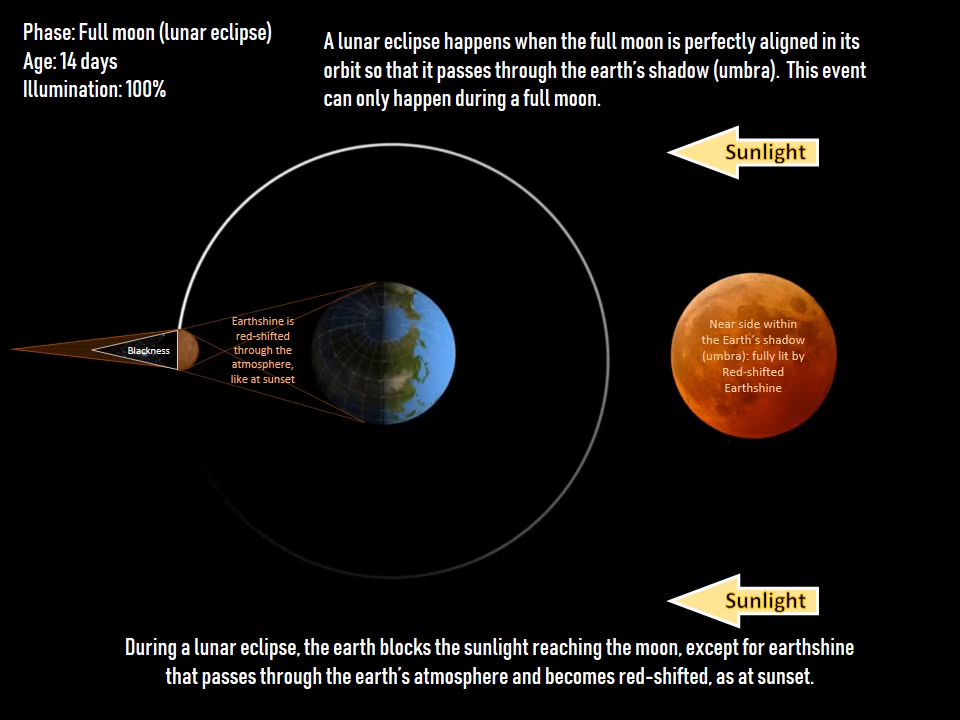 Phase: Full moon (lunar eclipse)
Age: 14 days
Illumination: 100%
A lunar eclipse happens when the full moon is perfectly aligned in its
orbit so that it passes through the earth's shadow (umbra). This event
can only happen during a full moon.
Sunlight
Blackness
Earthshine is
red-shifted
through the
atmosphere,
like at sunset
Near side within
the Earth's shadow
(umbra): fully lit by
Red-shifted
Earthshine
Sunlight
During a lunar eclipse, the earth blocks the sunlight reaching the moon, except for earthshine
that passes through the earth's atmosphere and becomes red-shifted, as at sunset.